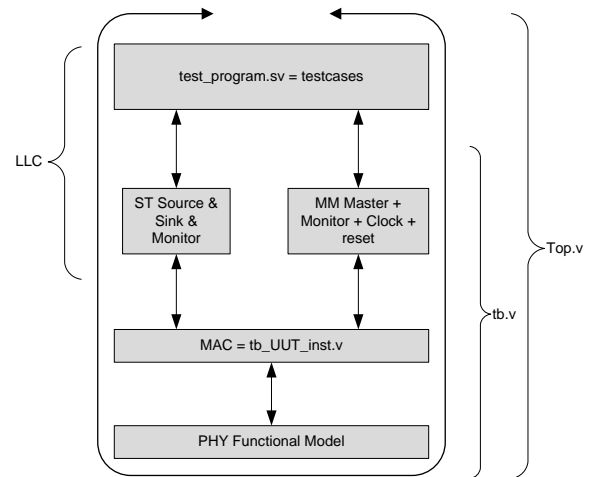 test_program.sv = testcases
LLC
ST Source &
Sink &
Monitor
MM Master +
Monitor + Clock +
reset
Top.v
tb.v
MAC = tb_UUT_inst.v
PHY Functional Model